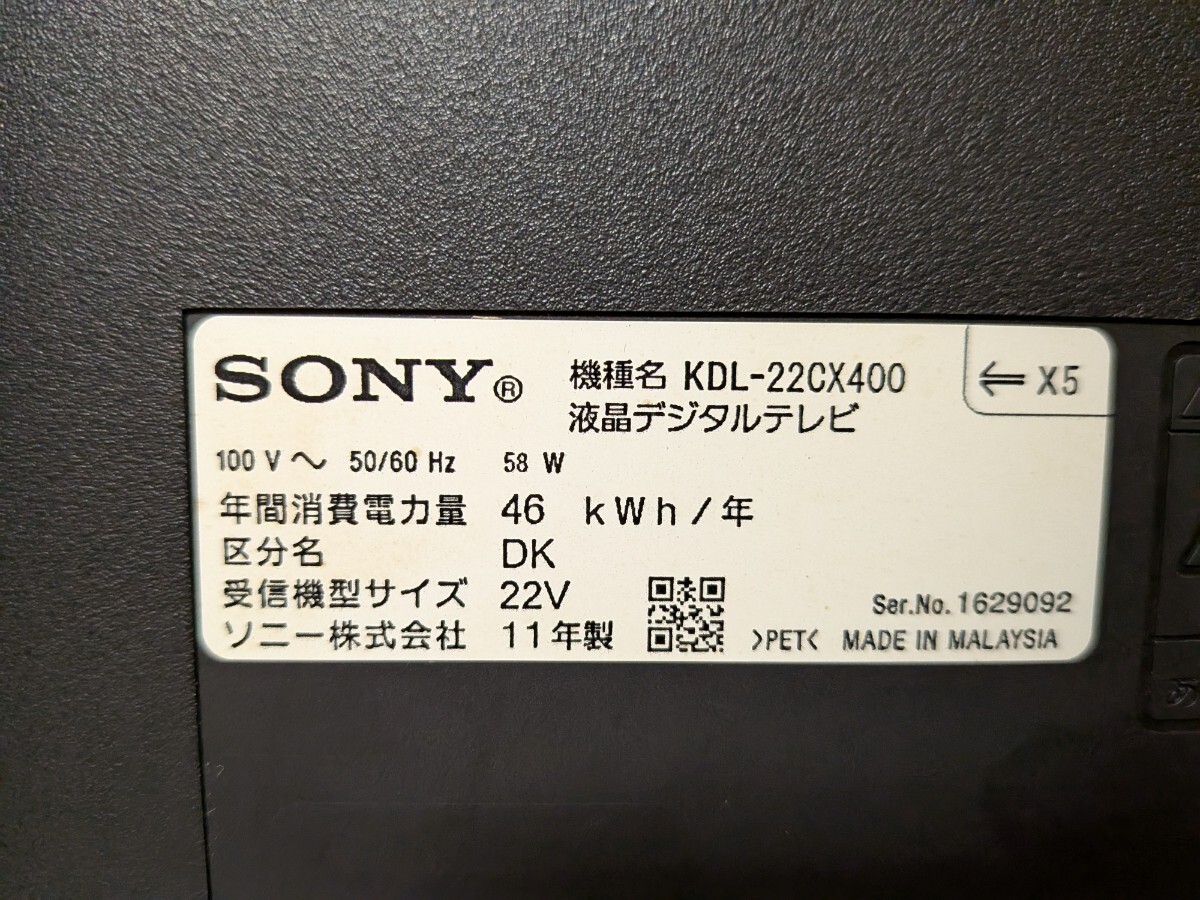 SONY®
機種名 KDL-22CX400
⇐ X5
液晶デジタルテレビ
100 V ～ 50/60 Hz 58 W
年間消費電力量 46 kWh/年
区分名 DK
受信機型サイズ 22V
Ser.No.1629092
ソニー株式会社 11年製 >PET< MADE IN MALAYSIA